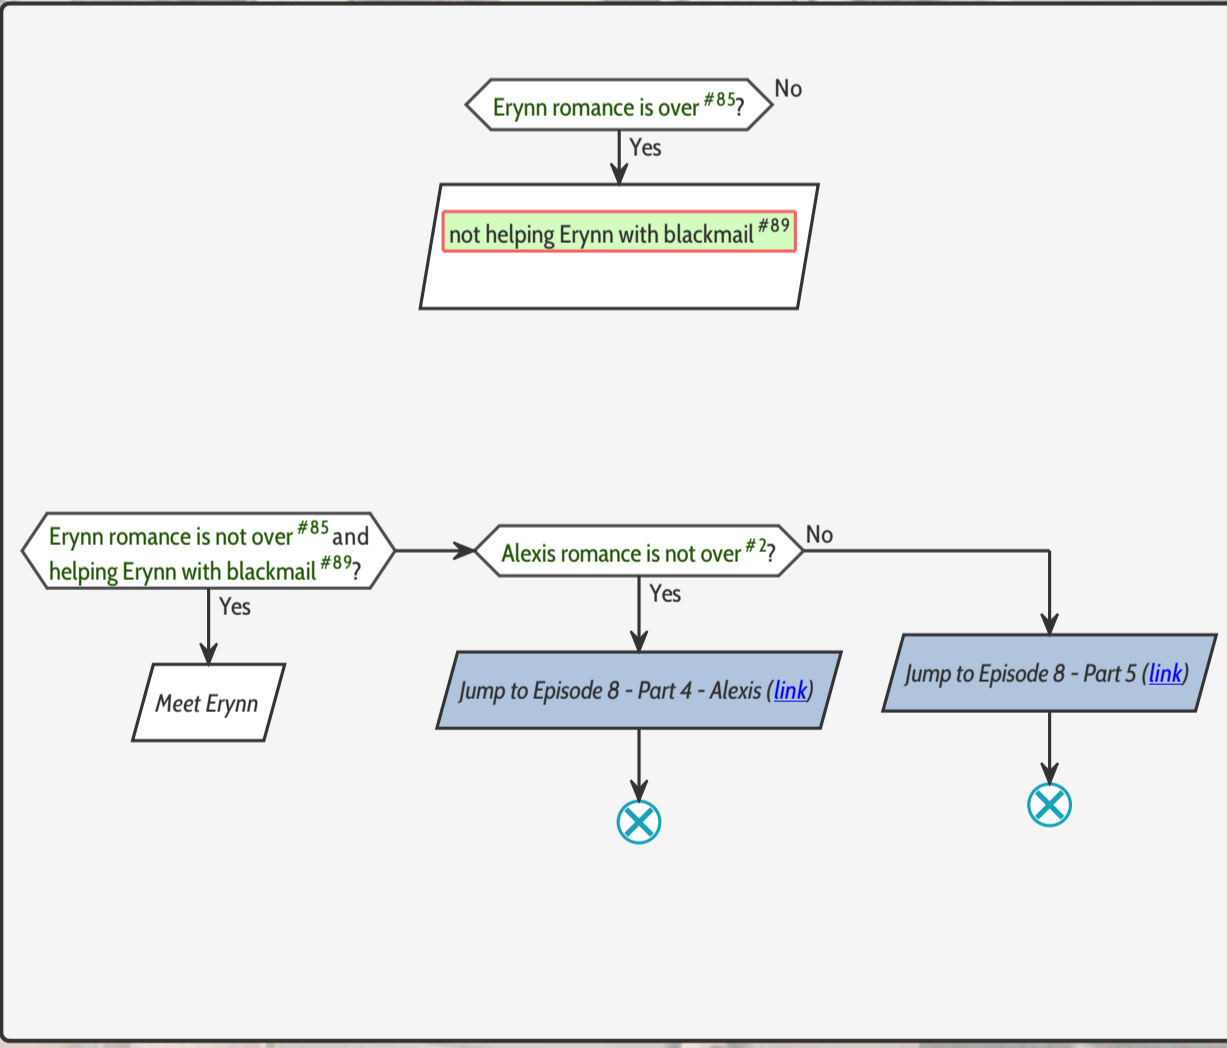 Erynn romance is over #85?
No
Yes
not helping Erynn with blackmail #89
Erynn romance is not over #85 and
helping Erynn with blackmail #89?
Alexis romance is not over #2?
No
Yes
Yes
Jump to Episode 8 - Part 4 - Alexis (link)
Jump to Episode 8 - Part 5 (link)
Meet Erynn